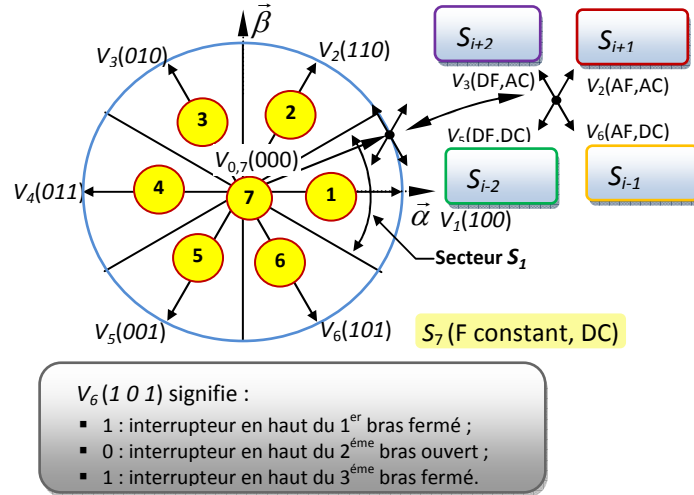 β
V3(010)
V2(110)
Si+2
Si+1
V3(DF,AC)
V2(AF,AC)
3
2
V0,7(000)
V5(DF,DC)
V6(AF,DC)
V4(011)
4
7
1
α
V1(100)
Si-2
Si-1
5
6
Secteur S1
V5(001)
V6(101)
S7 (F constant, DC)
V6(1 0 1) signifie :
▪ 1 : interrupteur en haut du 1er bras fermé ;
▪ 0 : interrupteur en haut du 2éme bras ouvert ;
▪ 1 : interrupteur en haut du 3éme bras fermé.